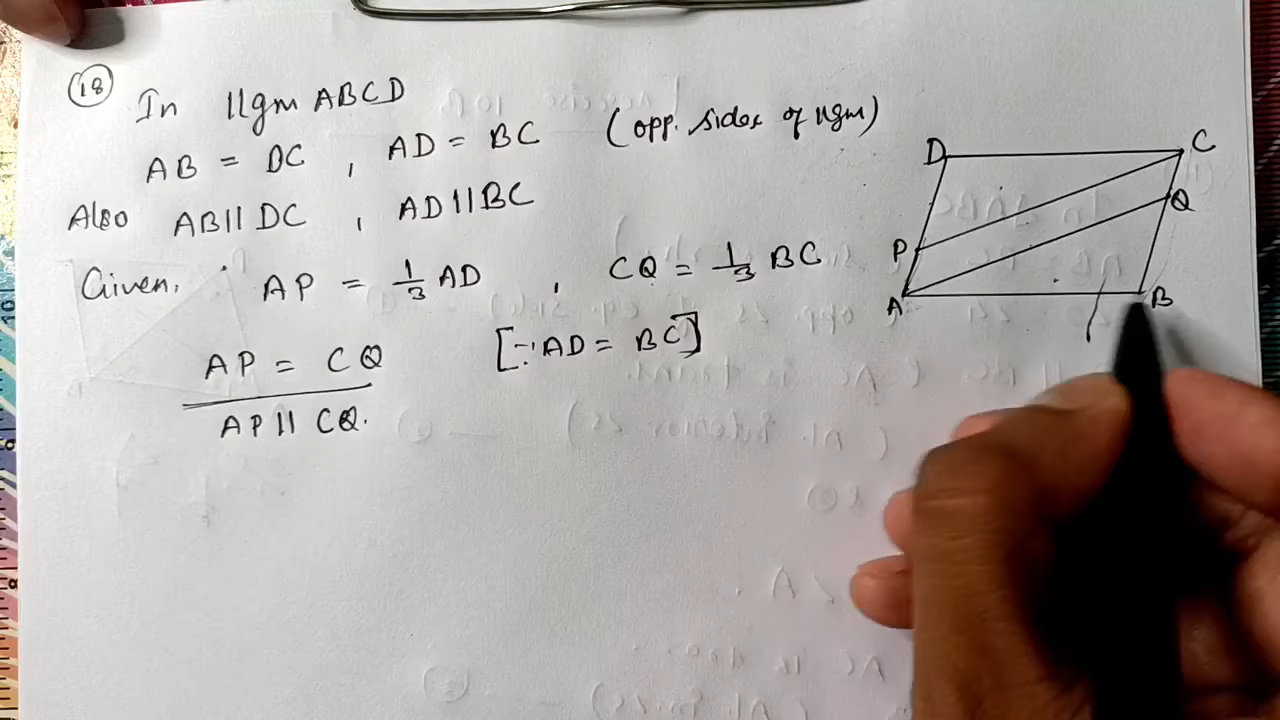 18 In ||gm ABCD
AB = DC , AD = BC (opp. sides of ||gm)
Also AB || DC , AD || BC
Given, AP = 1/3 AD , CQ = 1/3 BC
AP = CQ [∵ AD = BC]
AP || CQ.
D C
P Q
A B